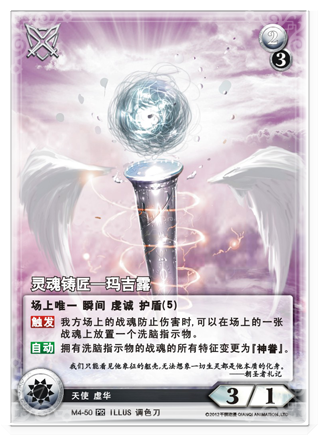 2
3
灵魂铸匠—玛吉露
场上唯一 瞬间 虔诚 护盾(5)
触发 我方场上的战魂防止伤害时,可以在场上的一张
战魂上放置一个洗脑指示物。
自动 拥有洗脑指示物的战魂的所有特征变更为『神眷』。
我们只能看见他象征的躯壳,无法想象一切生灵都是他本质的化身。
——朝圣者札记
天使 虚华
3 / 1
M4-50 ILLUS 调色刀